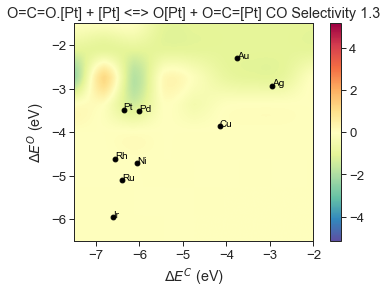 O=C=O.[Pt] + [Pt] <=> O[Pt] + O=C=[Pt] CO Selectivity 1.3
−2
−3
−4
−5
−6
ΔE^O (eV)
Au
Ag
Pt
Pd
Cu
Rh
Ni
Ru
Ir
−7
−6
−5
−4
−3
−2
ΔE^C (eV)
4
2
0
−2
−4